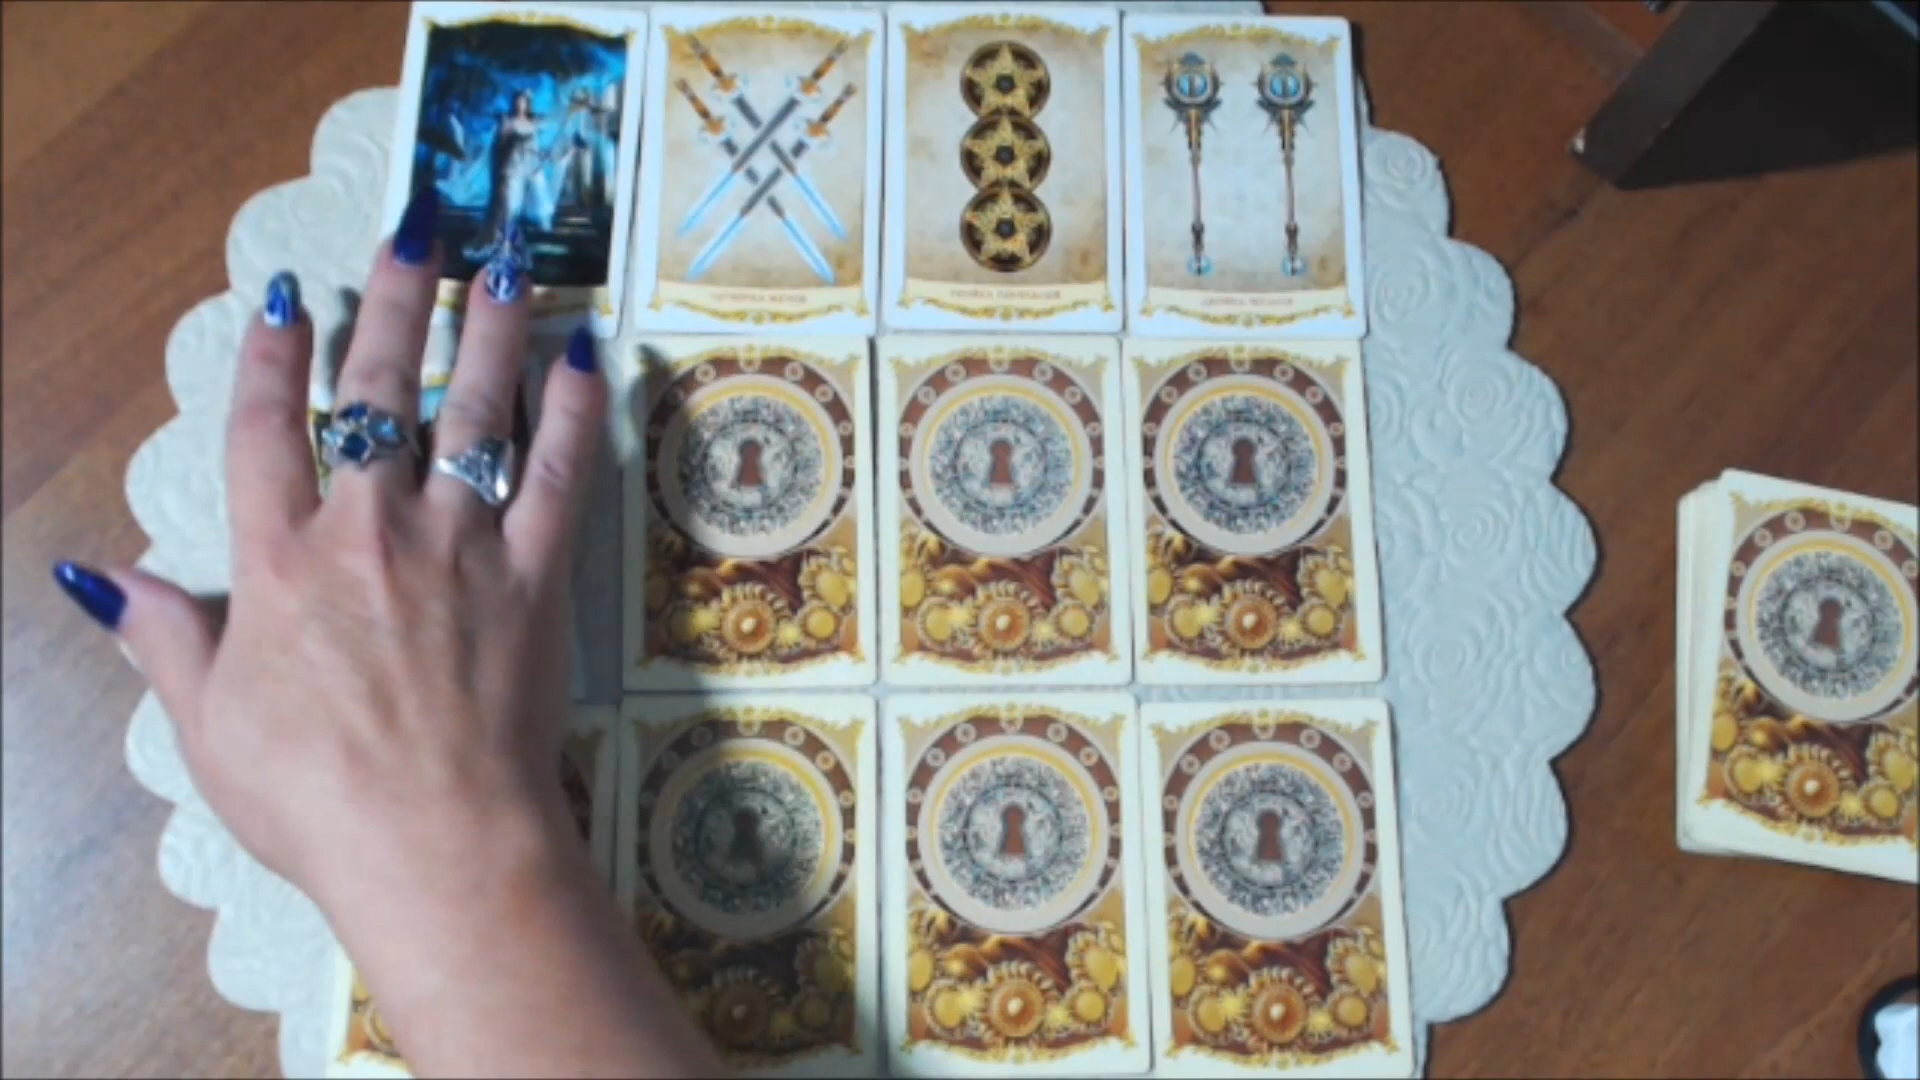 ЧЕТВЕРКА МЕЧЕЙ
ТРОЙКА ПЕНТАКЛЕЙ
ДВОЙКА ЖЕЗЛОВ